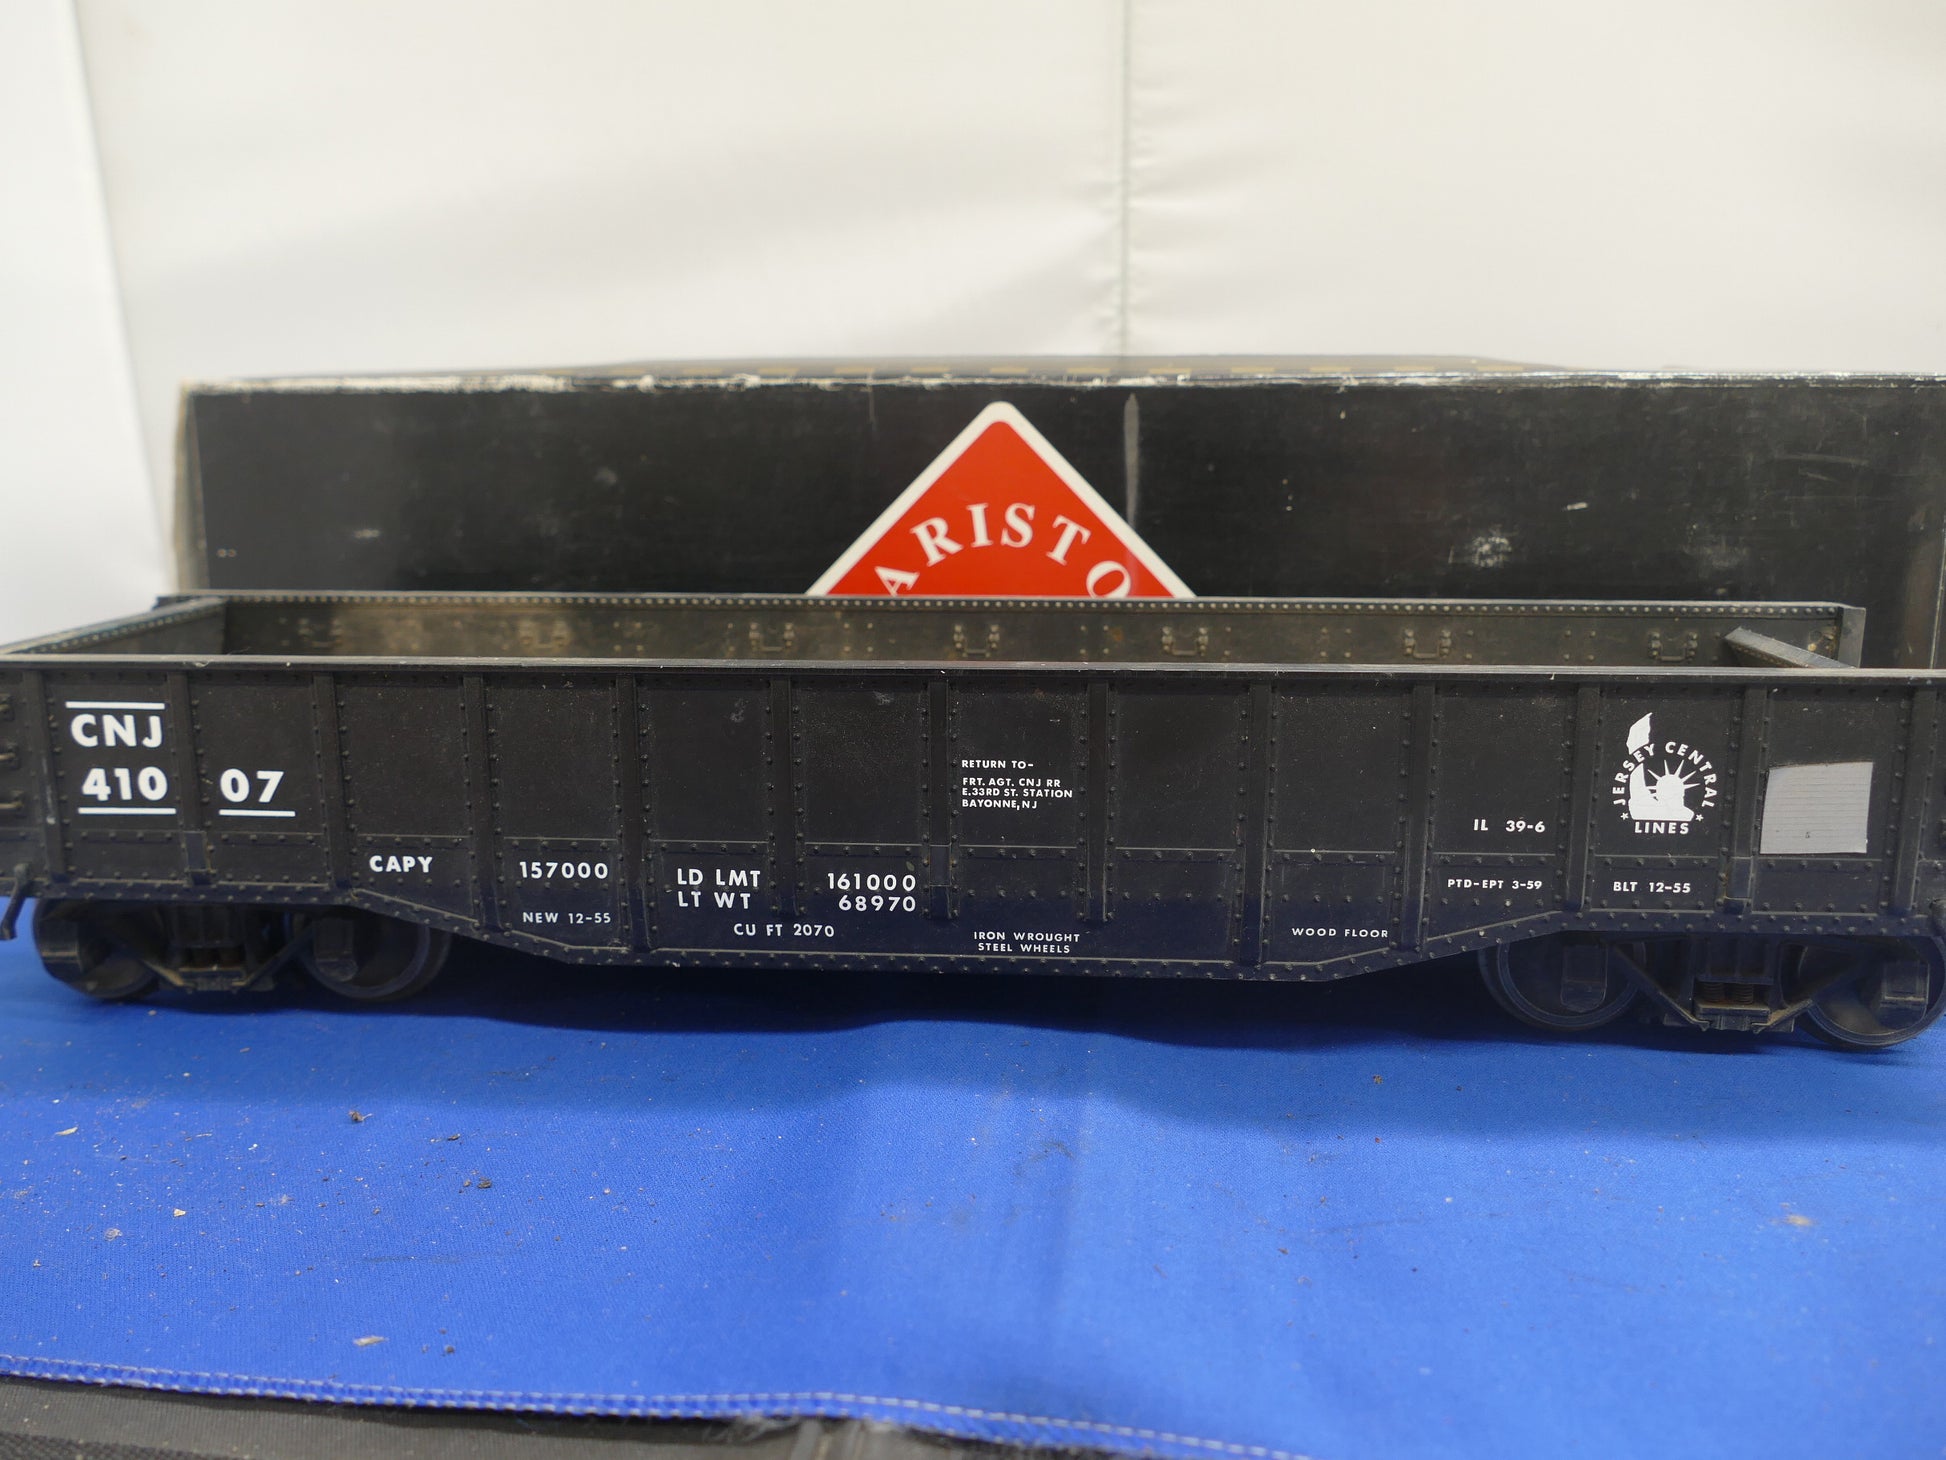 ARISTO
CNJ
41007
CAPY 157000
NEW 12-55
LD LMT 161000
LT WT 68970
CU FT 2070
RETURN TO-
FRT. AGT. CNJ RR
E.33RD ST. STATION
BAYONNE, NJ
IRON WROUGHT
STEEL WHEELS
WOOD FLOOR
IL 39-6
PTD-EPT 3-59
JERSEY CENTRAL
LINES
BLT 12-55